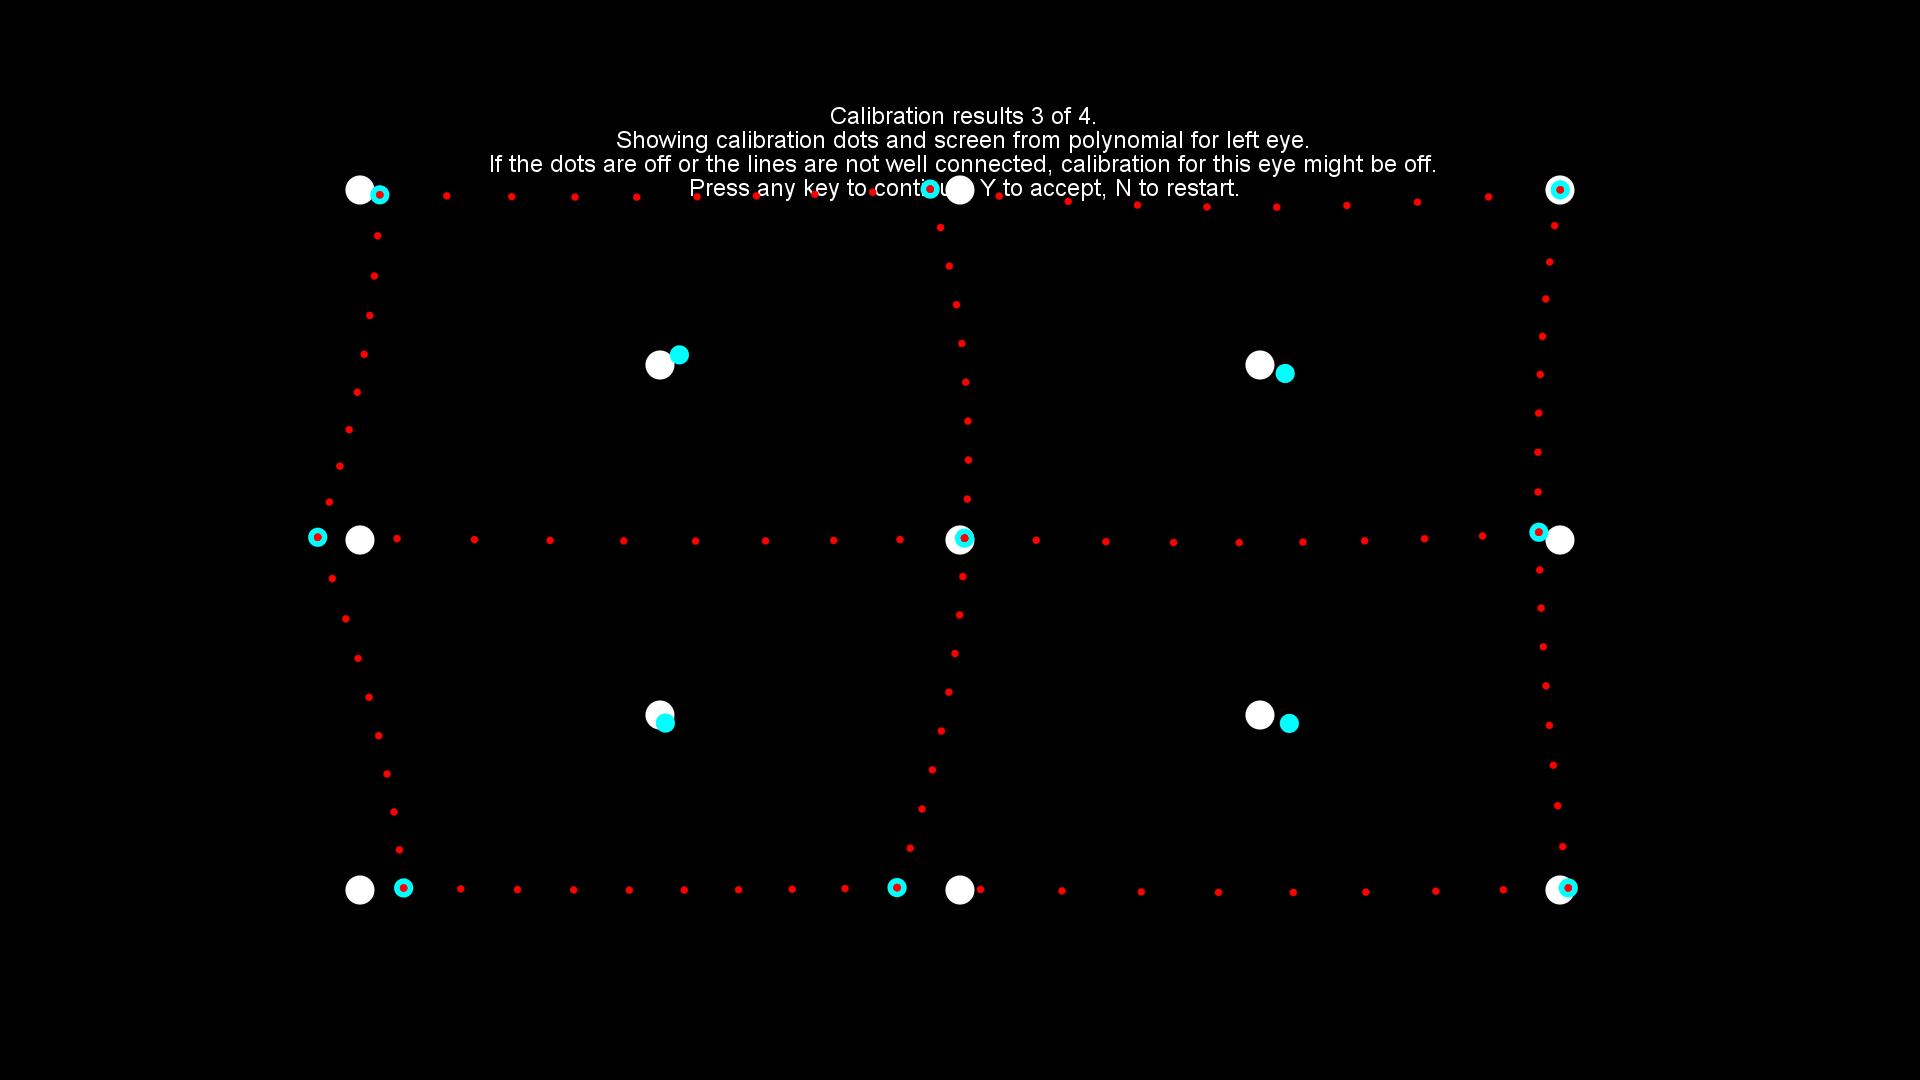 Calibration results 3 of 4.
Showing calibration dots and screen from polynomial for left eye.
If the dots are off or the lines are not well connected, calibration for this eye might be off.
Press any key to continue, Y to accept, N to restart.